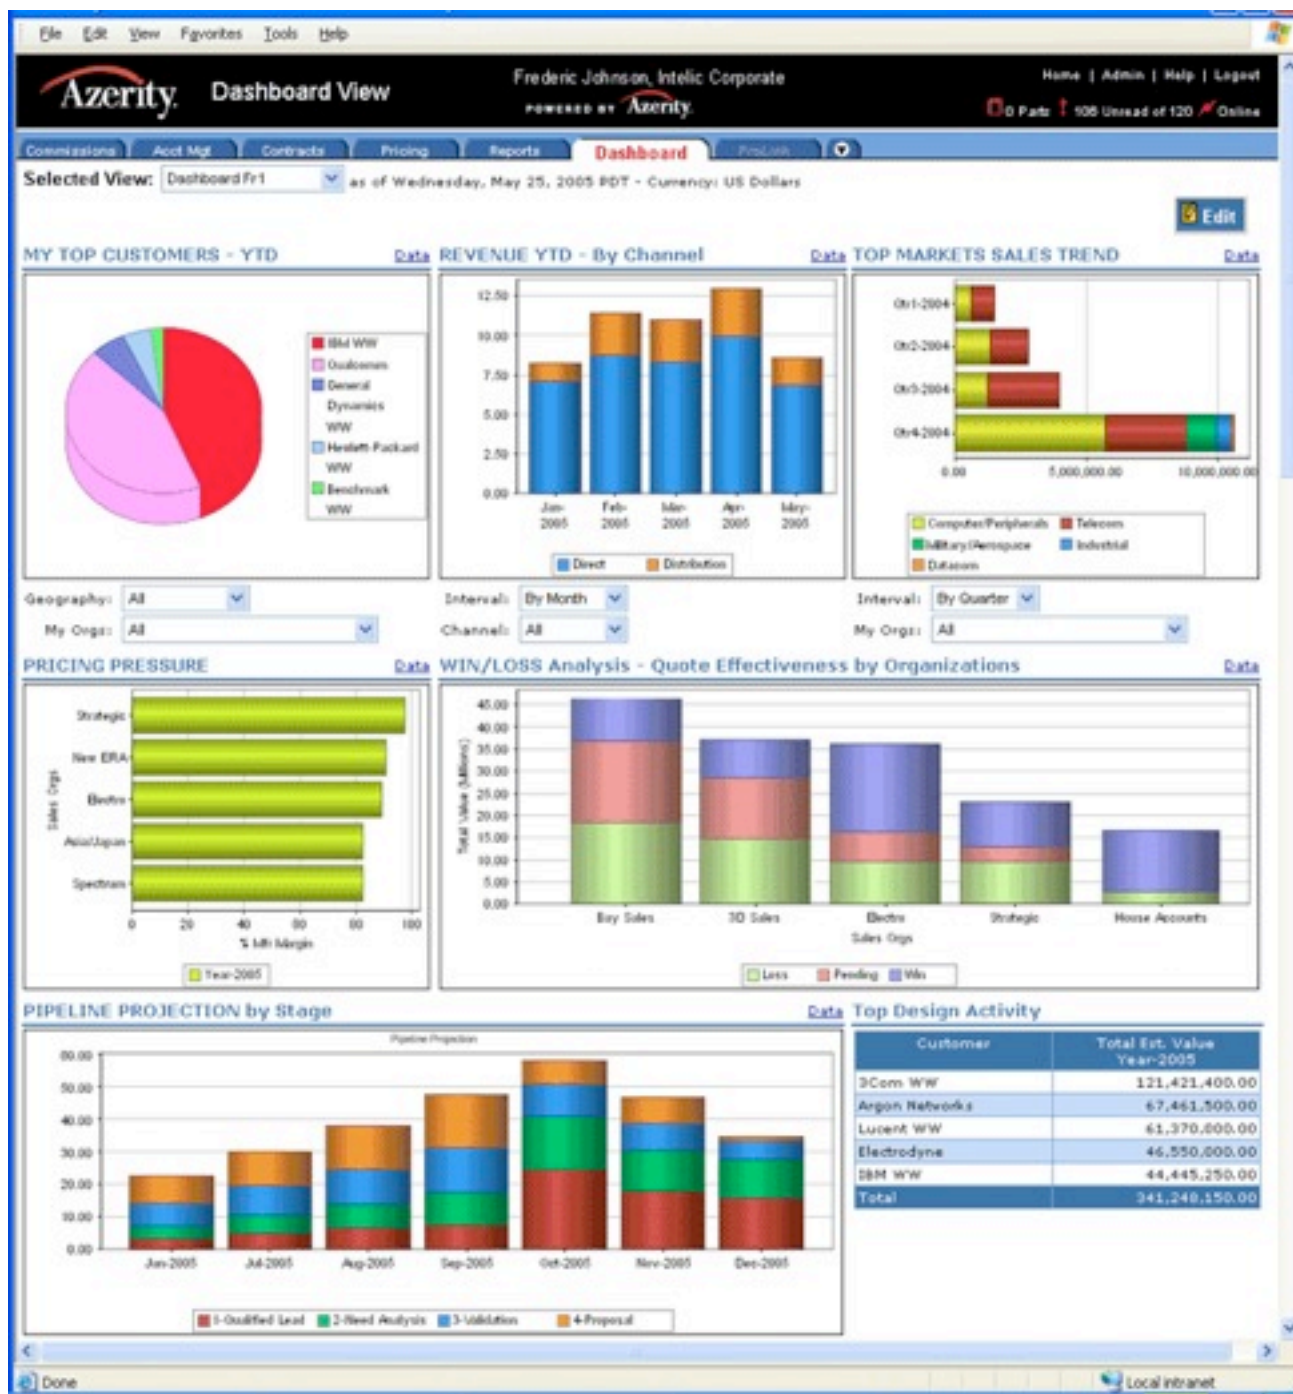 File Edit View Favorites Tools Help
Azerity. Dashboard View
Frederic Johnson, Intelic Corporate
POWERED BY Azerity.
Home | Admin | Help | Logout
0 Parts 106 Unread of 120 Online
Commissions Acct Mgt Contracts Pricing Reports Dashboard ProLink
Selected View: Dashboard Fr1 as of Wednesday, May 25, 2005 PDT - Currency: US Dollars
Edit
MY TOP CUSTOMERS - YTD Data
IBM WW
Qualcomm
General
Dynamics
WW
Hewlett-Packard
WW
Benchmark
WW
Geography: All
My Orgs: All
REVENUE YTD - By Channel Data
12.50
10.00
7.50
5.00
2.50
0.00
Jan-2005 Feb-2005 Mar-2005 Apr-2005 May-2005
Direct Distribution
Interval: By Month
Channel: All
TOP MARKETS SALES TREND Data
Qtr1-2004
Qtr2-2004
Qtr3-2004
Qtr4-2004
0.00 5,000,000.00 10,000,000.00
Computer/Peripherals Telecom
Military/Aerospace Industrial
Datacom
Interval: By Quarter
My Orgs: All
PRICING PRESSURE Data
Sales Orgs
Strategic
New ERA
Electro
Asia/Japan
Spectrum
0 20 40 60 80 100
% Mfr Margin
Year-2005
WIN/LOSS Analysis - Quote Effectiveness by Organizations Data
Total Value (Millions)
45.00
40.00
35.00
30.00
25.00
20.00
15.00
10.00
5.00
0.00
Bay Sales 3D Sales Electro Strategic House Accounts
Sales Orgs
Loss Pending Win
PIPELINE PROJECTION by Stage Data
Pipeline Projection
60.00
50.00
40.00
30.00
20.00
10.00
0.00
Jun-2005 Jul-2005 Aug-2005 Sep-2005 Oct-2005 Nov-2005 Dec-2005
1-Qualified Lead 2-Need Analysis 3-Validation 4-Proposal
Top Design Activity
Customer Total Est. Value
Year-2005
3Com WW 121,421,400.00
Argon Networks 67,461,500.00
Lucent WW 61,370,000.00
Electrodyne 46,550,000.00
IBM WW 44,445,250.00
Total 341,248,150.00
Done Local intranet